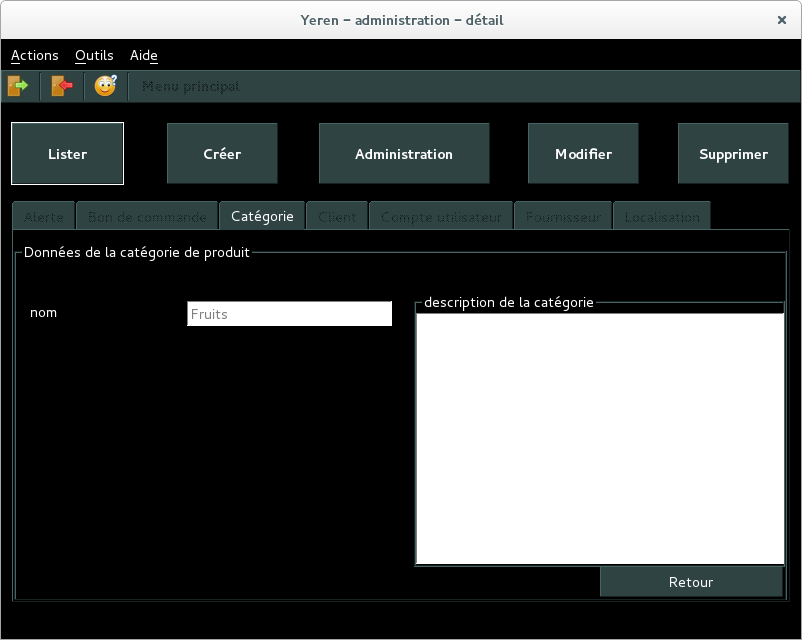 Yeren – administration – détail
Actions Outils Aide
Menu principal
Lister Créer Administration Modifier Supprimer
Alerte Bon de commande Catégorie Client Compte utilisateur Fournisseur Localisation
Données de la catégorie de produit
nom Fruits
description de la catégorie
Retour